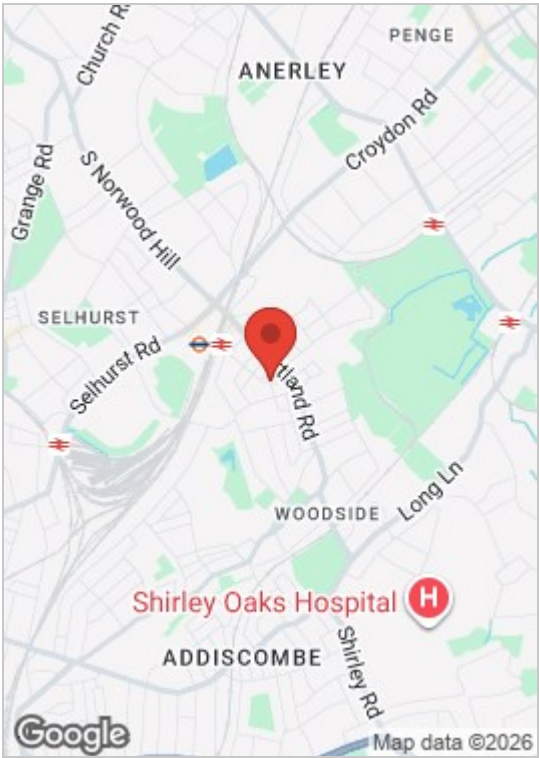 PENGE
Church R
ANERLEY
Croydon Rd
Grange Rd
S Norwood Hill
SELHURST
Selhurst Rd
rtland Rd
Long Ln
WOODSIDE
Shirley Oaks Hospital
H
Shirley Rd
ADDISCOMBE
Google
Map data ©2026